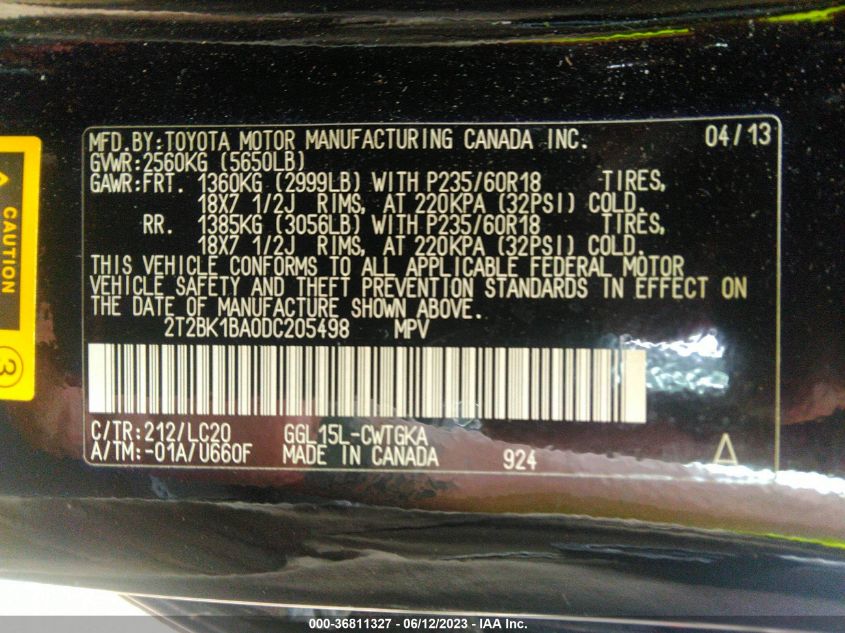 MFD.BY:TOYOTA MOTOR MANUFACTURING CANADA INC. 04/13
GVWR:2560KG (5650LB)
GAWR:FRT. 1360KG (2999LB) WITH P235/60R18 TIRES,
18X7 1/2J RIMS, AT 220KPA (32PSI) COLD.
RR. 1385KG (3056LB) WITH P235/60R18 TIRES,
18X7 1/2J RIMS, AT 220KPA (32PSI) COLD.
THIS VEHICLE CONFORMS TO ALL APPLICABLE FEDERAL MOTOR
VEHICLE SAFETY AND THEFT PREVENTION STANDARDS IN EFFECT ON
THE DATE OF MANUFACTURE SHOWN ABOVE.
2T2BK1BA0DC205498 MPV
C/TR:212/LC20 GGL15L-CWTGKA
A/TM:-01A/U660F MADE IN CANADA 924
CAUTION
3
000-36811327 - 06/12/2023 - IAA Inc.